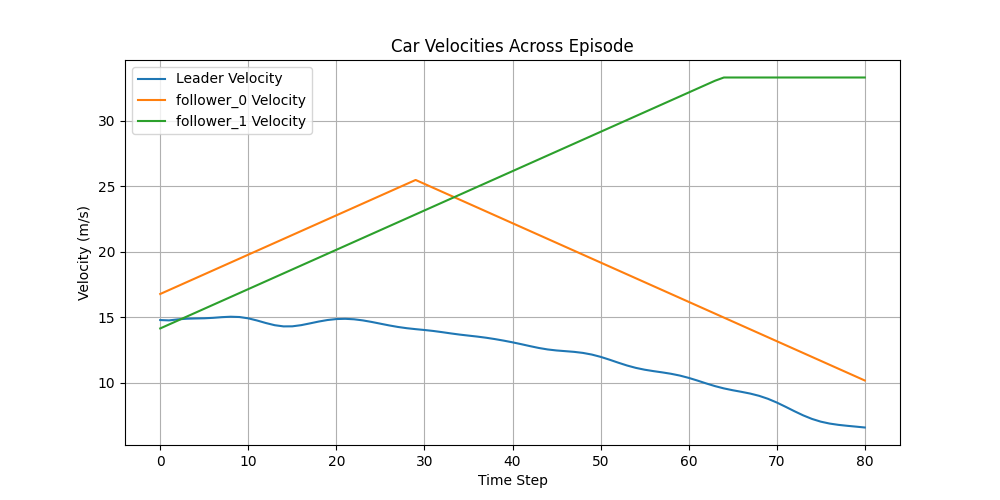 Car Velocities Across Episode
Leader Velocity
follower_0 Velocity
follower_1 Velocity
Velocity (m/s)
30
25
20
15
10
0 10 20 30 40 50 60 70 80
Time Step